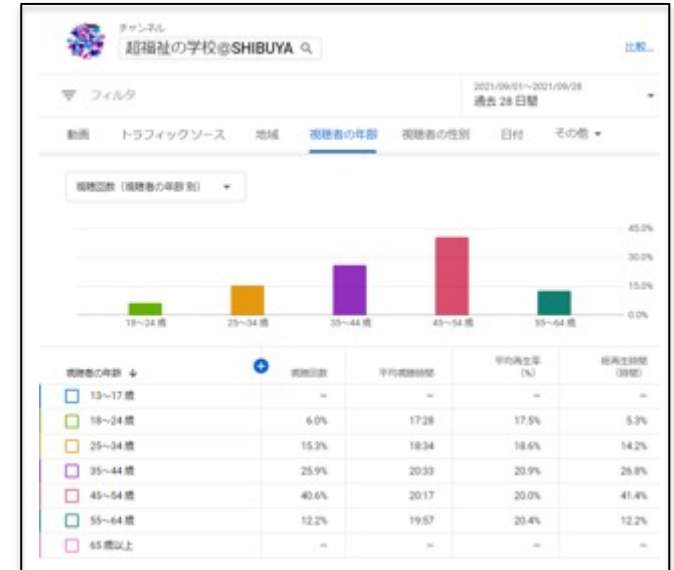 チャンネル
超福祉の学校@SHIBUYA
比較...
フィルタ
2021/09/01～2021/09/28
過去 28 日間
動画 トラフィックソース 地域 視聴者の年齢 視聴者の性別 日付 その他
視聴回数（視聴者の年齢 別）
45.0%
30.0%
15.0%
0.0%
18～24 歳 25～34 歳 35～44 歳 45～54 歳 55～64 歳
視聴者の年齢 視聴回数 平均視聴時間 平均再生率 (%) 総再生時間 (時間)
13～17 歳 – – – –
18～24 歳 6.0% 17:28 17.5% 5.3%
25～34 歳 15.3% 18:34 18.6% 14.2%
35～44 歳 25.9% 20:33 20.9% 26.8%
45～54 歳 40.6% 20:17 20.0% 41.4%
55～64 歳 12.2% 19:57 20.4% 12.2%
65 歳以上 – – – –